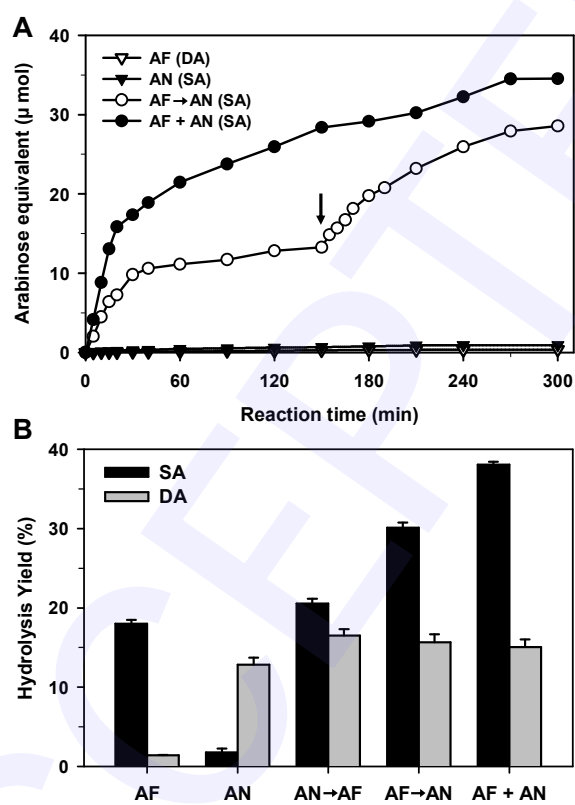 A
40
30
20
10
0
Arabinose equivalent (μ mol)
AF (DA)
AN (SA)
AF→AN (SA)
AF + AN (SA)
0 60 120 180 240 300
Reaction time (min)
B
40
30
20
10
0
Hydrolysis Yield (%)
SA
DA
AF AN AN→AF AF→AN AF + AN